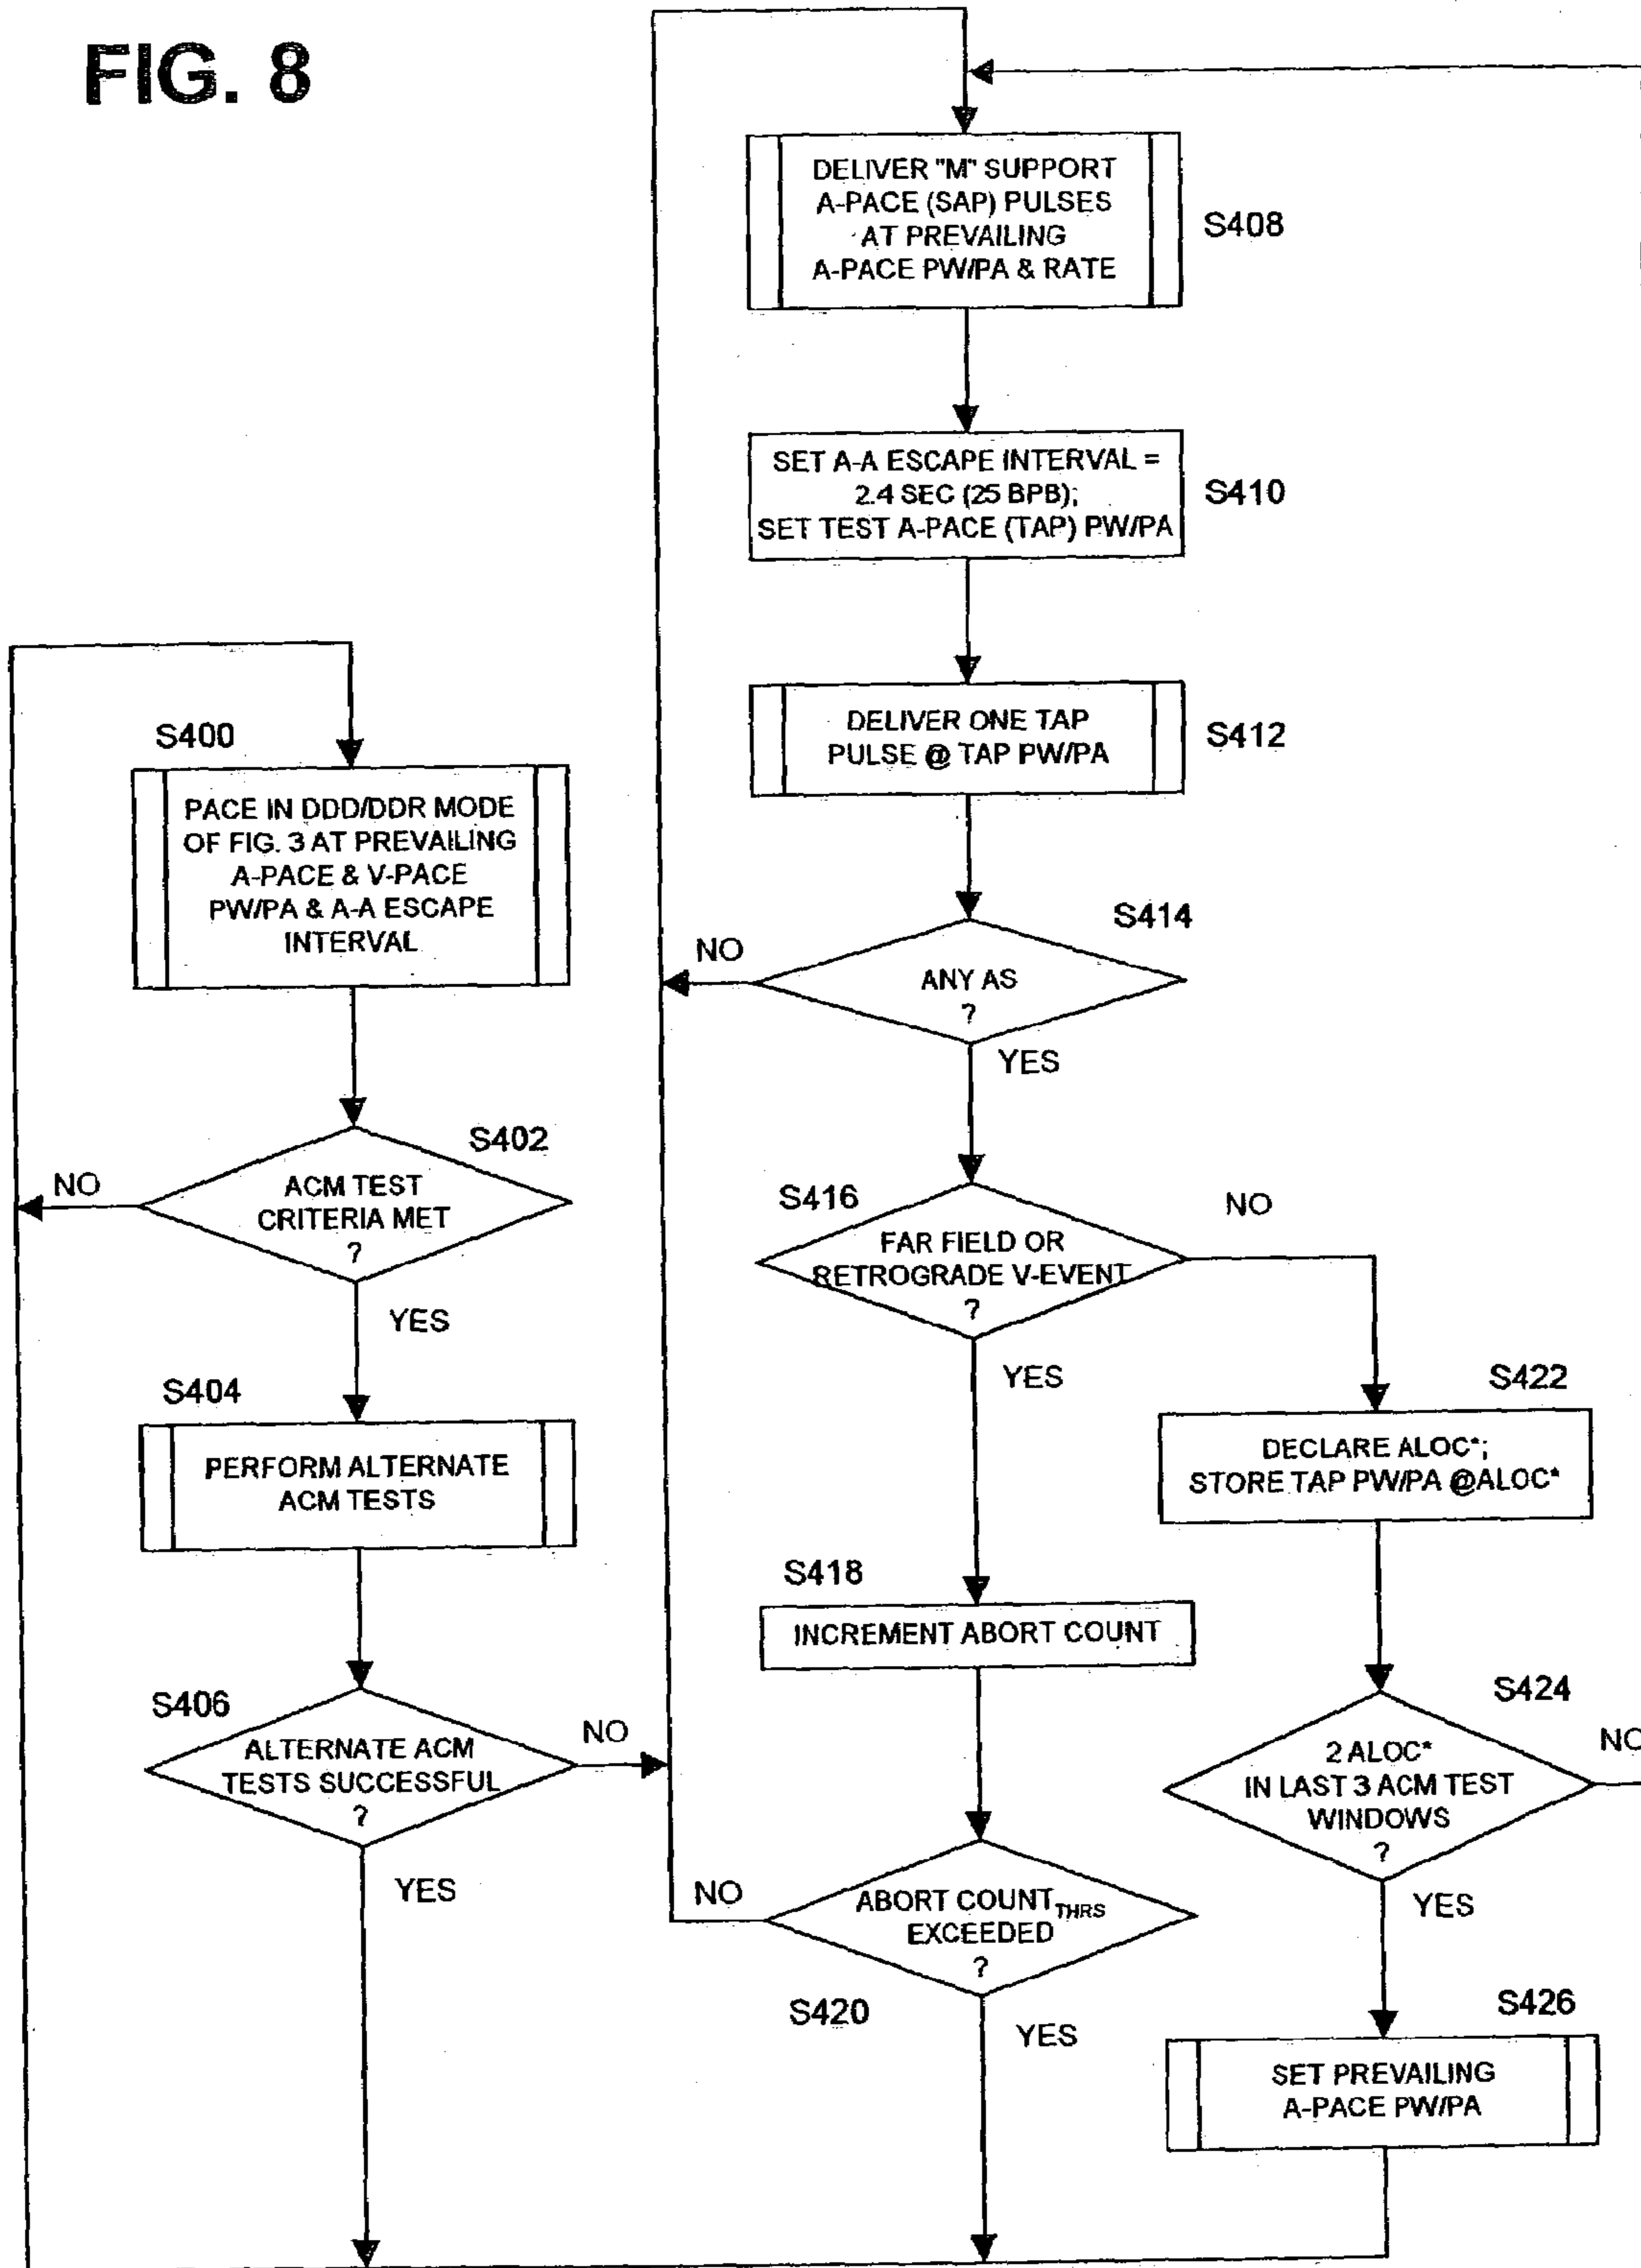 FIG. 8
DELIVER "M" SUPPORT
A-PACE (SAP) PULSES
AT PREVAILING
A-PACE PW/PA & RATE
S408
SET A-A ESCAPE INTERVAL =
2.4 SEC (25 BPB);
SET TEST A-PACE (TAP) PW/PA
S410
DELIVER ONE TAP
PULSE @ TAP PW/PA
S412
S400
PACE IN DDD/DDR MODE
OF FIG. 3 AT PREVAILING
A-PACE & V-PACE
PW/PA & A-A ESCAPE
INTERVAL
S414
NO
ANY AS
?
YES
S402
NO
ACM TEST
CRITERIA MET
?
YES
S416
NO
FAR FIELD OR
RETROGRADE V-EVENT
?
YES
S404
PERFORM ALTERNATE
ACM TESTS
S422
DECLARE ALOC*;
STORE TAP PW/PA @ALOC*
S418
INCREMENT ABORT COUNT
S406
ALTERNATE ACM
TESTS SUCCESSFUL
?
NO
YES
S424
2 ALOC*
IN LAST 3 ACM TEST
WINDOWS
?
NO
YES
NO
ABORT COUNT THRS
EXCEEDED
?
S420
YES
S426
SET PREVAILING
A-PACE PW/PA